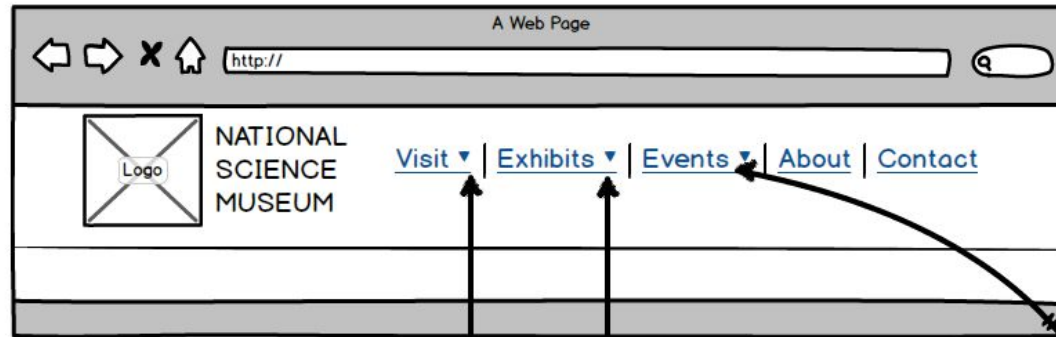 A Web Page
http://
Logo
NATIONAL
SCIENCE
MUSEUM
Visit ▼ | Exhibits ▼ | Events ▼ | About | Contact